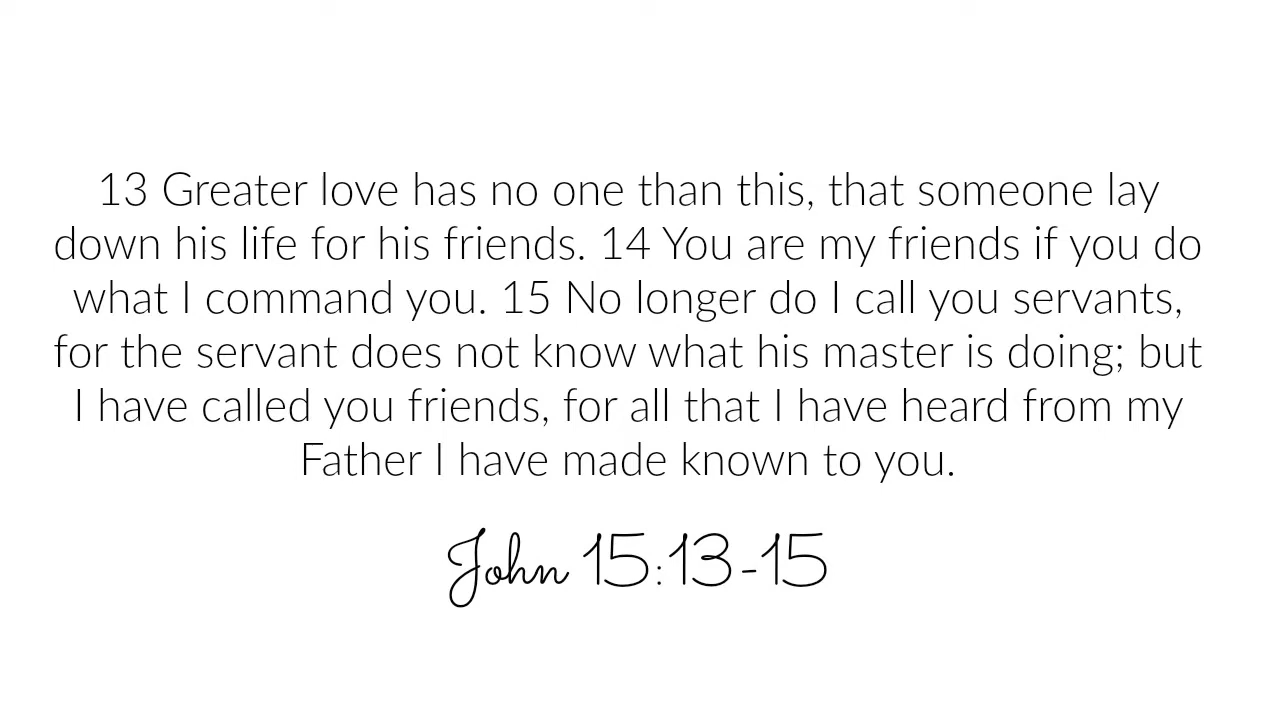 13 Greater love has no one than this, that someone lay
down his life for his friends. 14 You are my friends if you do
what I command you. 15 No longer do I call you servants,
for the servant does not know what his master is doing; but
I have called you friends, for all that I have heard from my
Father I have made known to you.
John 15:13-15